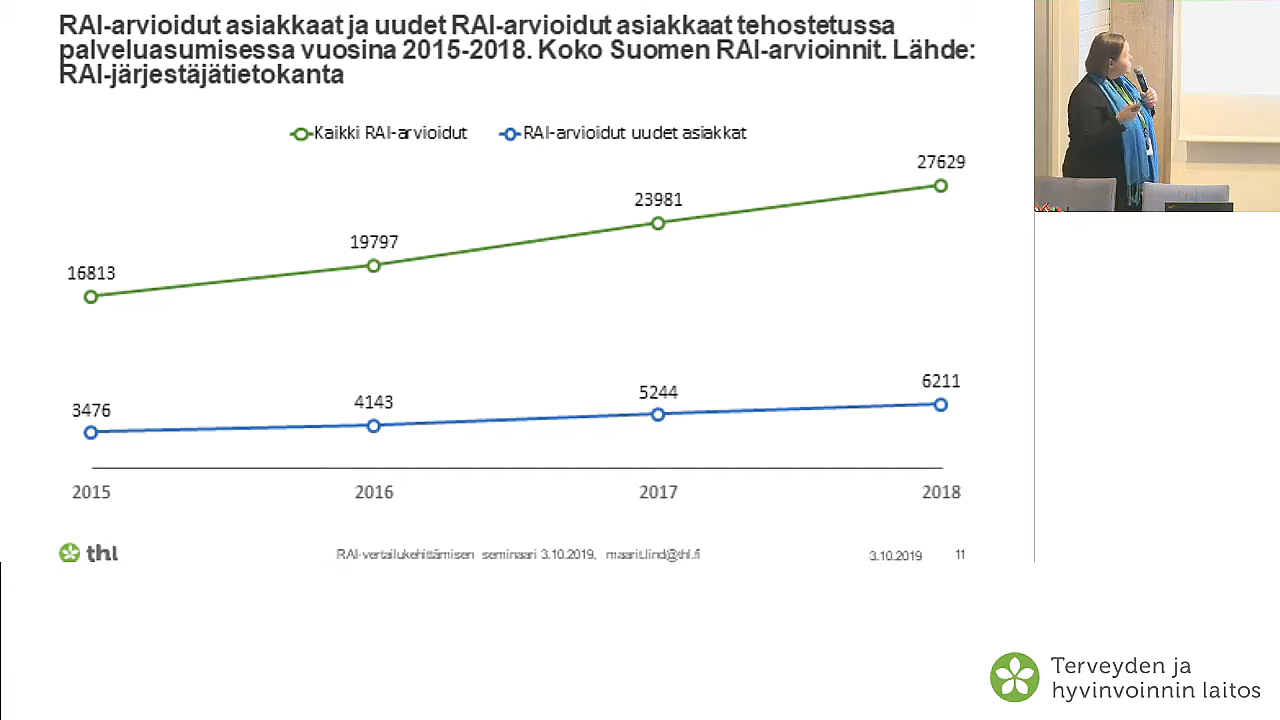 RAI-arvioidut asiakkaat ja uudet RAI-arvioidut asiakkaat tehostetussa
palveluasumisessa vuosina 2015-2018. Koko Suomen RAI-arvioinnit. Lähde:
RAI-järjestäjätietokanta
Kaikki RAI-arvioidut
RAI-arvioidut uudet asiakkat
27629
23981
19797
16813
6211
5244
4143
3476
2015 2016 2017 2018
thl
RAI-vertailukehittämisen seminaari 3.10.2019, maarit.lind@thl.fi
3.10.2019
11
Terveyden ja
hyvinvoinnin laitos